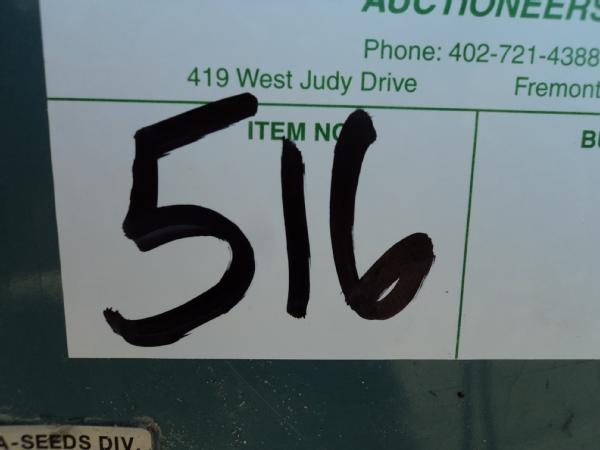 AUCTIONEERS
Phone: 402-721-4388
419 West Judy Drive Fremont
ITEM NO.
516
A-SEEDS DIV.